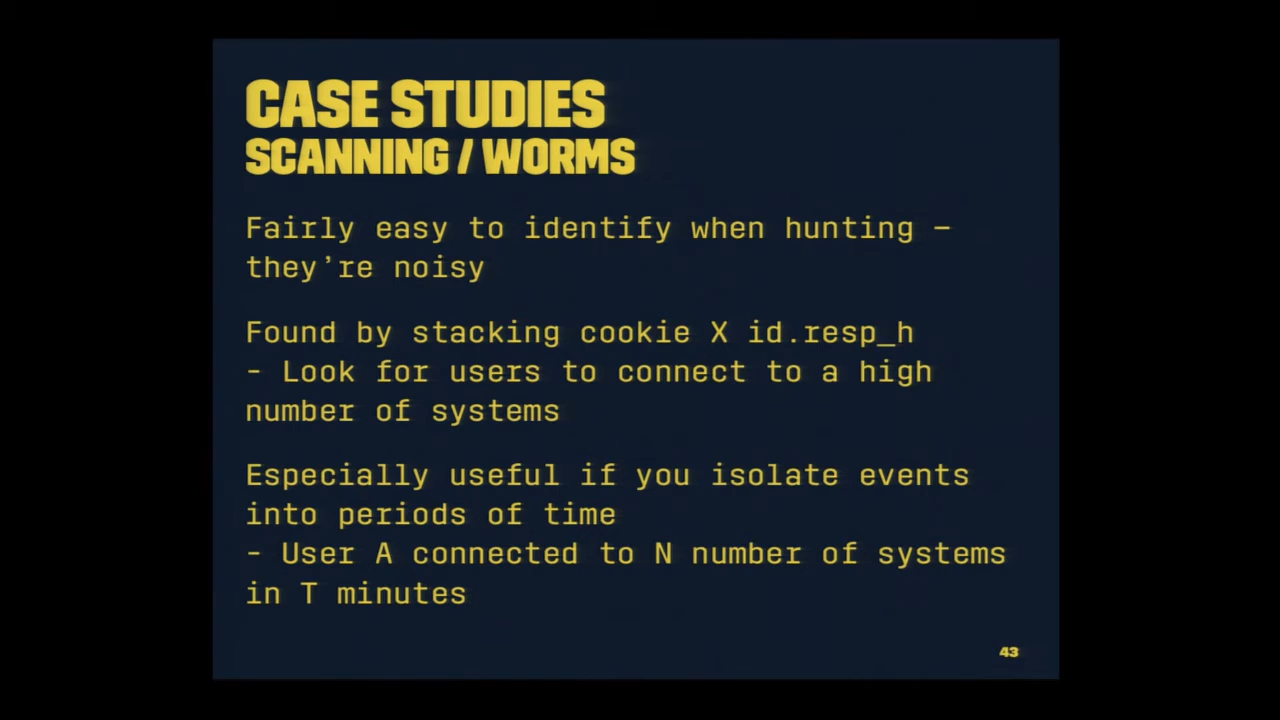 CASE STUDIES
SCANNING / WORMS
Fairly easy to identify when hunting –
they’re noisy
Found by stacking cookie X id.resp_h
- Look for users to connect to a high
number of systems
Especially useful if you isolate events
into periods of time
- User A connected to N number of systems
in T minutes
43